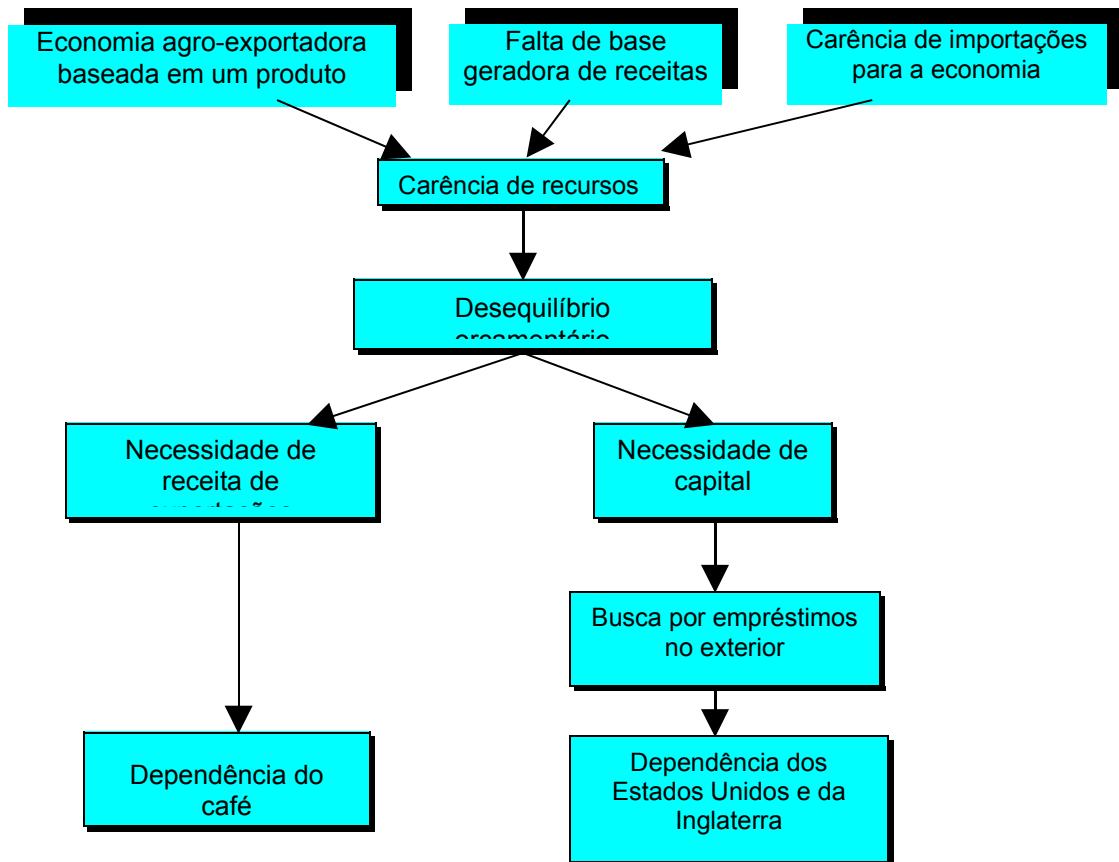 Economia agro-exportadora
baseada em um produto
Falta de base
geradora de receitas
Carência de importações
para a economia
Carência de recursos
Desequilíbrio
orçamentário
Necessidade de
receita de
exportações
Necessidade de
capital
Busca por empréstimos
no exterior
Dependência do
café
Dependência dos
Estados Unidos e da
Inglaterra